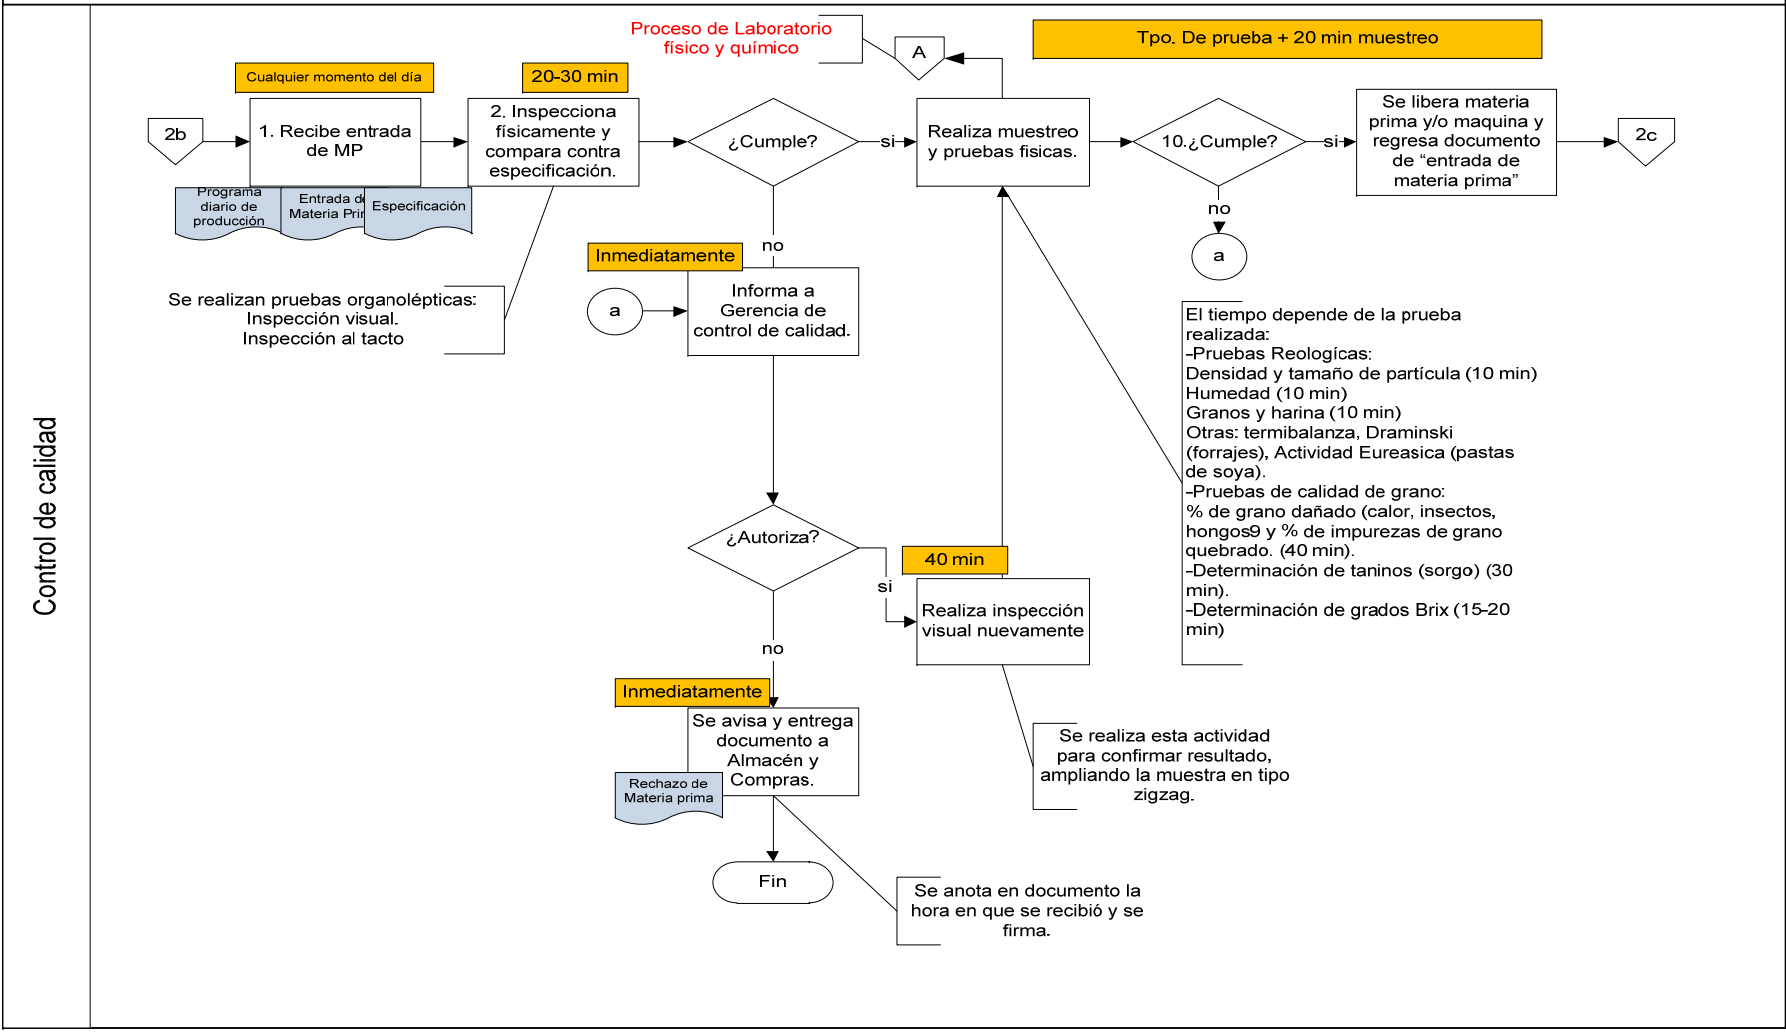 Control de calidad
Proceso de Laboratorio
físico y químico
A
Tpo. De prueba + 20 min muestreo
Cualquier momento del día
20-30 min
2b
1. Recibe entrada
de MP
2. Inspecciona
físicamente y
compara contra
especificación.
¿Cumple?
si
Realiza muestreo
y pruebas fisicas.
10.¿Cumple?
si
Se libera materia
prima y/o maquina y
regresa documento
de “entrada de
materia prima”
2c
Programa
diario de
producción
Entrada de
Materia Prim
Especificación
no
a
no
Inmediatamente
Se realizan pruebas organolépticas:
Inspección visual.
Inspección al tacto
a
Informa a
Gerencia de
control de calidad.
El tiempo depende de la prueba
realizada:
-Pruebas Reologícas:
Densidad y tamaño de partícula (10 min)
Humedad (10 min)
Granos y harina (10 min)
Otras: termibalanza, Draminski
(forrajes), Actividad Eureasica (pastas
de soya).
-Pruebas de calidad de grano:
% de grano dañado (calor, insectos,
hongos9 y % de impurezas de grano
quebrado. (40 min).
-Determinación de taninos (sorgo) (30
min).
-Determinación de grados Brix (15-20
min)
¿Autoriza?
si
40 min
Realiza inspección
visual nuevamente
no
Inmediatamente
Se avisa y entrega
documento a
Almacén y
Compras.
Rechazo de
Materia prima
Se realiza esta actividad
para confirmar resultado,
ampliando la muestra en tipo
zigzag.
Fin
Se anota en documento la
hora en que se recibió y se
firma.